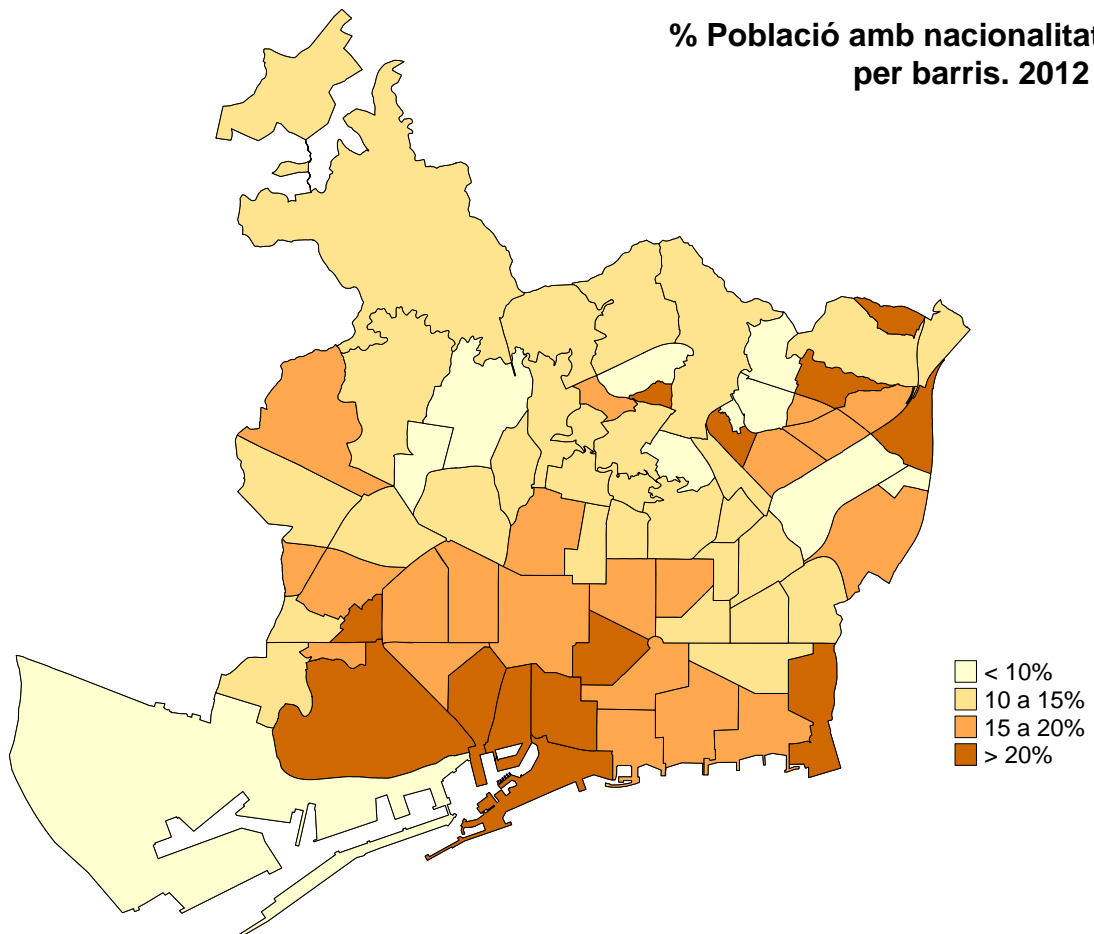 % Població amb nacionalitat
per barris. 2012
< 10%
10 a 15%
15 a 20%
> 20%